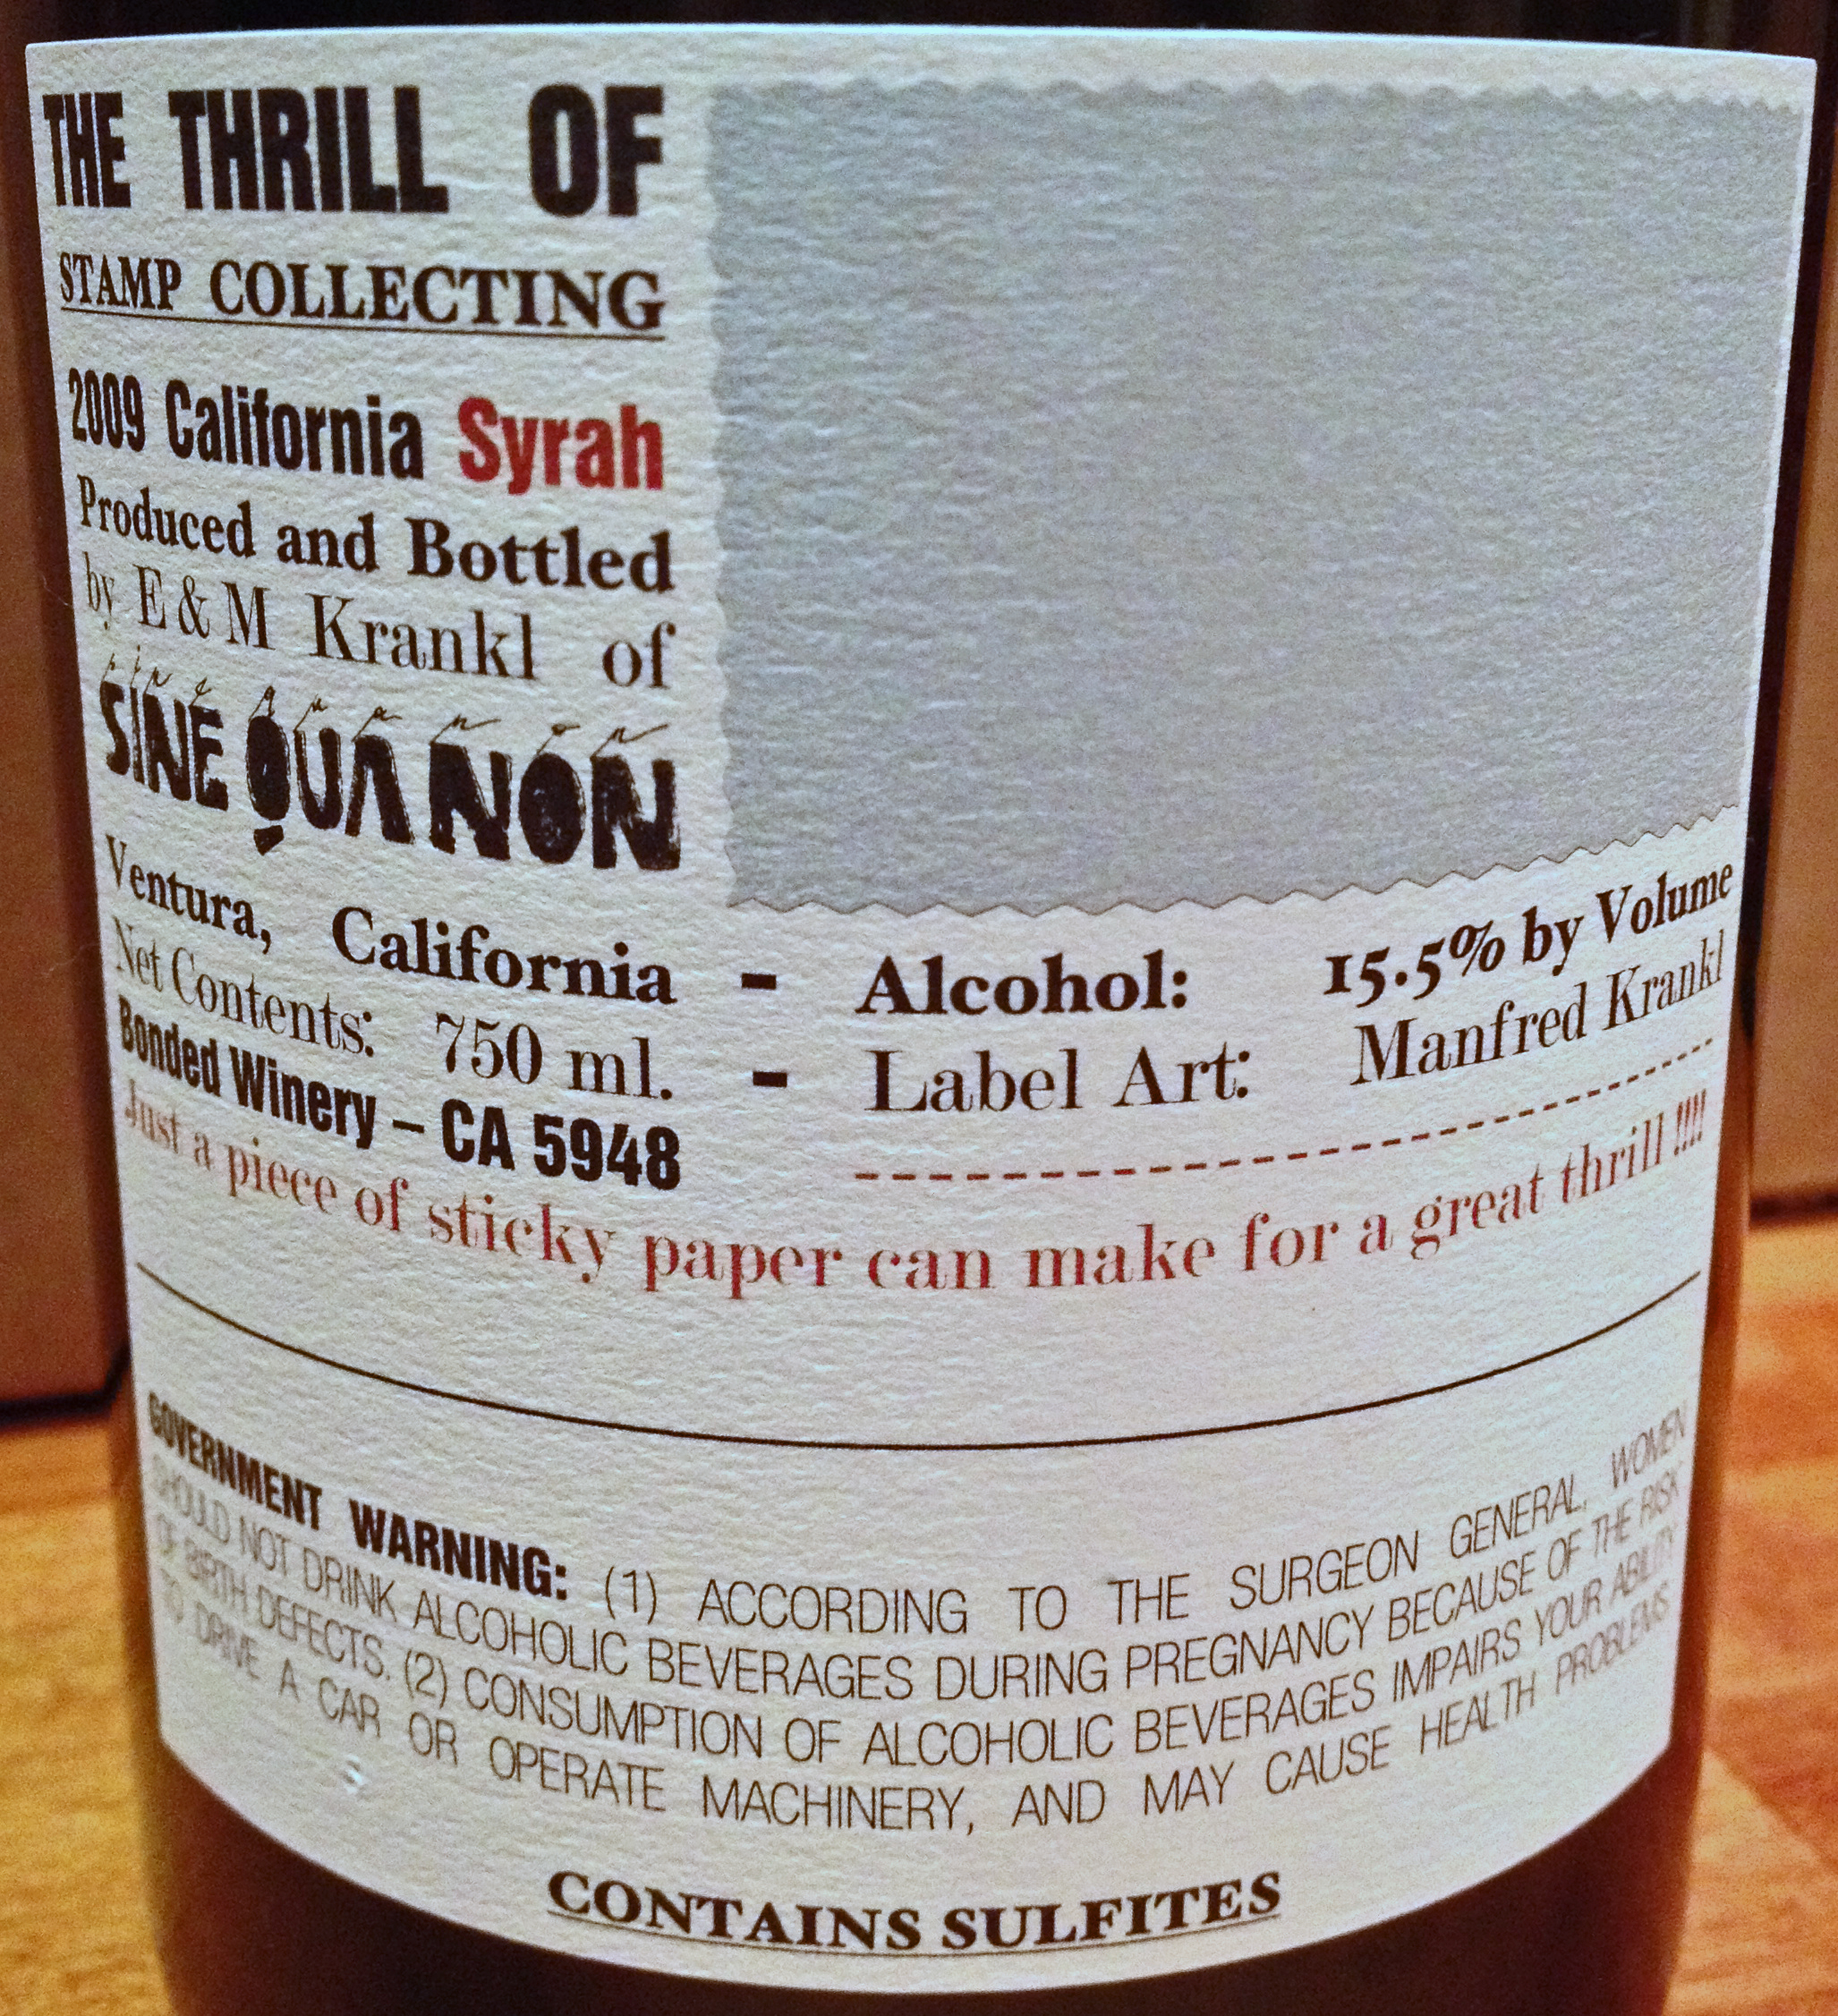 THE THRILL OF
STAMP COLLECTING
2009 California Syrah
Produced and Bottled
by E & M Krankl of
sine qua non
SINE QUA NON
Ventura, California - Alcohol: 15.5% by Volume
Net Contents: 750 ml. - Label Art: Manfred Krankl
Bonded Winery – CA 5948
Just a piece of sticky paper can make for a great thrill !!!!
GOVERNMENT WARNING: (1) ACCORDING TO THE SURGEON GENERAL, WOMEN
SHOULD NOT DRINK ALCOHOLIC BEVERAGES DURING PREGNANCY BECAUSE OF THE RISK
OF BIRTH DEFECTS. (2) CONSUMPTION OF ALCOHOLIC BEVERAGES IMPAIRS YOUR ABILITY
TO DRIVE A CAR OR OPERATE MACHINERY, AND MAY CAUSE HEALTH PROBLEMS
CONTAINS SULFITES